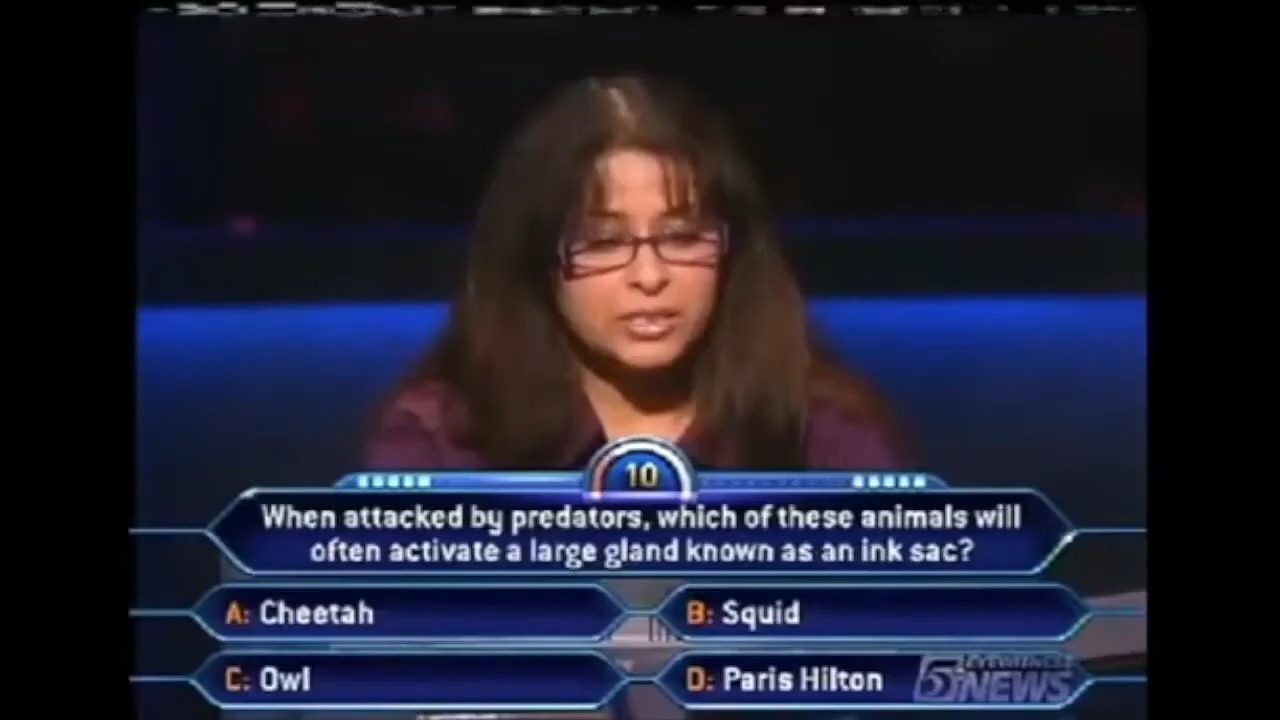 10
When attacked by predators, which of these animals will
often activate a large gland known as an ink sac?
A: Cheetah
B: Squid
C: Owl
D: Paris Hilton
5 EYEWITNESS
NEWS